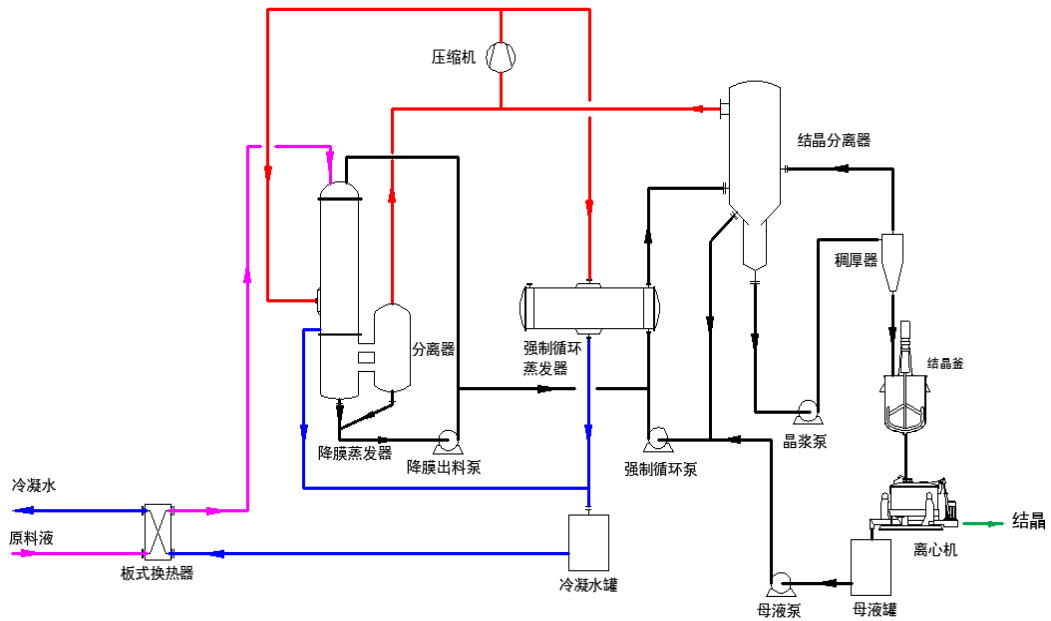 压缩机
结晶分离器
稠厚器
分离器
强制循环
蒸发器
结晶釜
晶浆泵
降膜蒸发器
降膜出料泵
强制循环泵
冷凝水
原料液
板式换热器
冷凝水罐
结晶
离心机
母液泵
母液罐